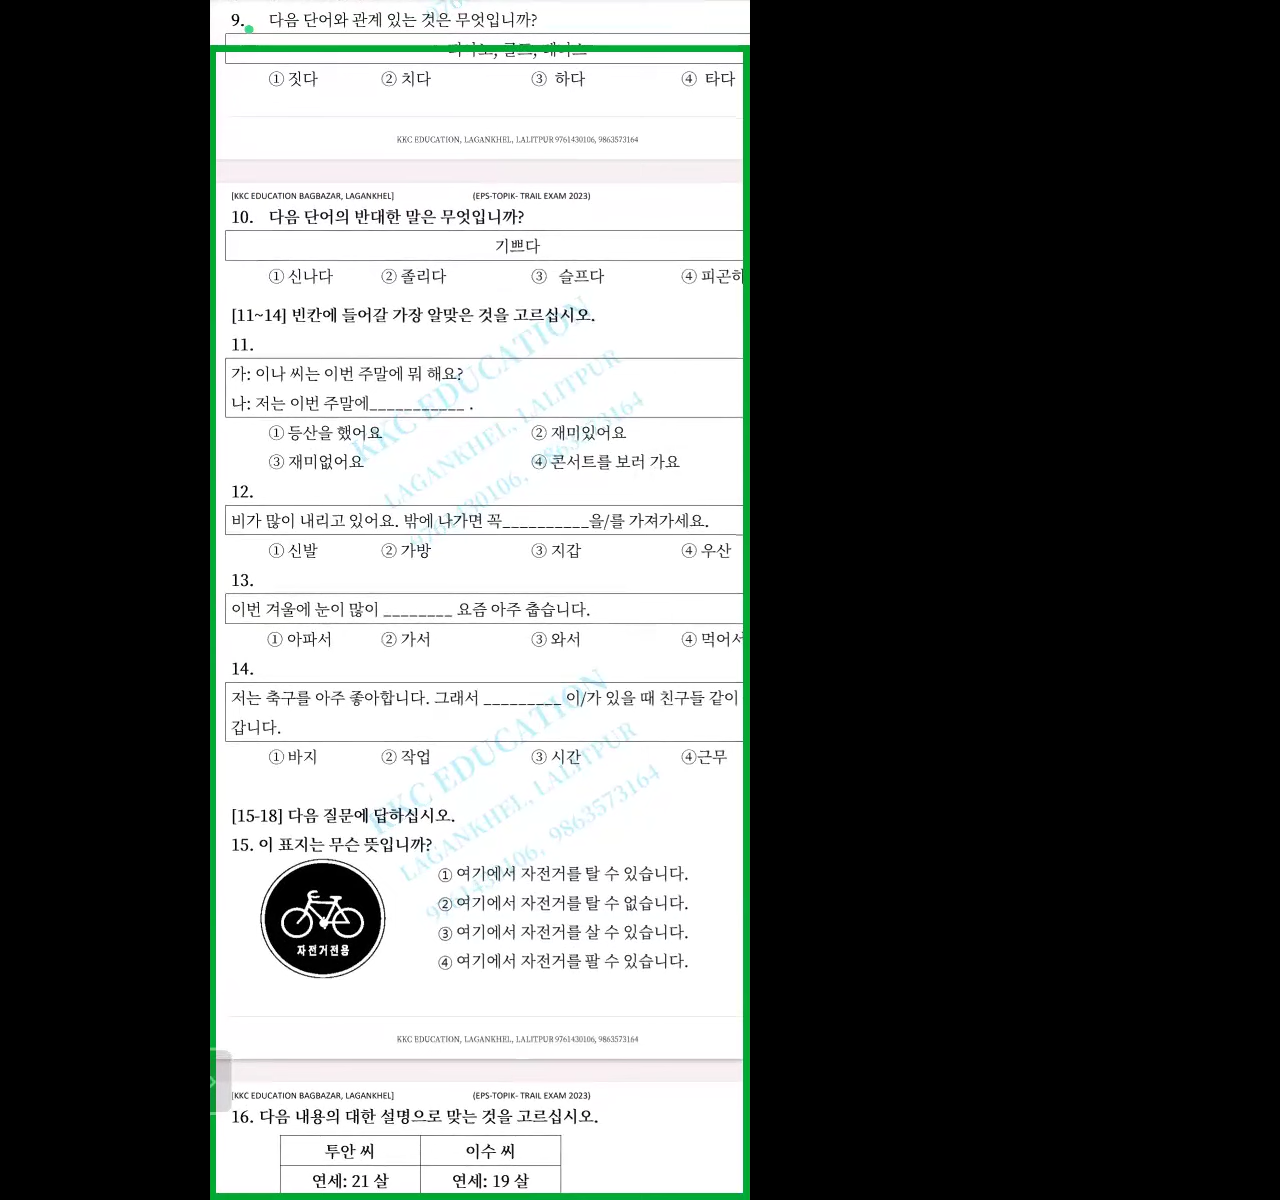 9. 다음 단어와 관계 있는 것은 무엇입니까?
① 짓다 ② 치다 ③ 하다 ④ 타다
KKC EDUCATION, LAGANKHEL, LALITPUR 9761430106, 9863573164
[KKC EDUCATION BAGBAZAR, LAGANKHEL] (EPS-TOPIK- TRAIL EXAM 2023)
10. 다음 단어의 반대한 말은 무엇입니까?
기쁘다
① 신나다 ② 졸리다 ③ 슬프다 ④ 피곤하
[11~14] 빈칸에 들어갈 가장 알맞은 것을 고르십시오.
11.
가: 이나 씨는 이번 주말에 뭐 해요?
나: 저는 이번 주말에___________ .
① 등산을 했어요 ② 재미있어요
③ 재미없어요 ④ 콘서트를 보러 가요
12.
비가 많이 내리고 있어요. 밖에 나가면 꼭__________을/를 가져가세요.
① 신발 ② 가방 ③ 지갑 ④ 우산
13.
이번 겨울에 눈이 많이 ________ 요즘 아주 춥습니다.
① 아파서 ② 가서 ③ 와서 ④ 먹어서
14.
저는 축구를 아주 좋아합니다. 그래서 _________ 이/가 있을 때 친구들 같이
갑니다.
① 바지 ② 작업 ③ 시간 ④근무
KKC EDUCATION
LAGANKHEL, LALITPUR
9761430106, 9863573164
KKC EDUCATION
LAGANKHEL, LALITPUR
9761430106, 9863573164
[15-18] 다음 질문에 답하십시오.
15. 이 표지는 무슨 뜻입니까?
자전거전용
① 여기에서 자전거를 탈 수 있습니다.
② 여기에서 자전거를 탈 수 없습니다.
③ 여기에서 자전거를 살 수 있습니다.
④ 여기에서 자전거를 팔 수 있습니다.
KKC EDUCATION, LAGANKHEL, LALITPUR 9761430106, 9863573164
[KKC EDUCATION BAGBAZAR, LAGANKHEL] (EPS-TOPIK- TRAIL EXAM 2023)
16. 다음 내용의 대한 설명으로 맞는 것을 고르십시오.
투안 씨 이수 씨
연세: 21 살 연세: 19 살